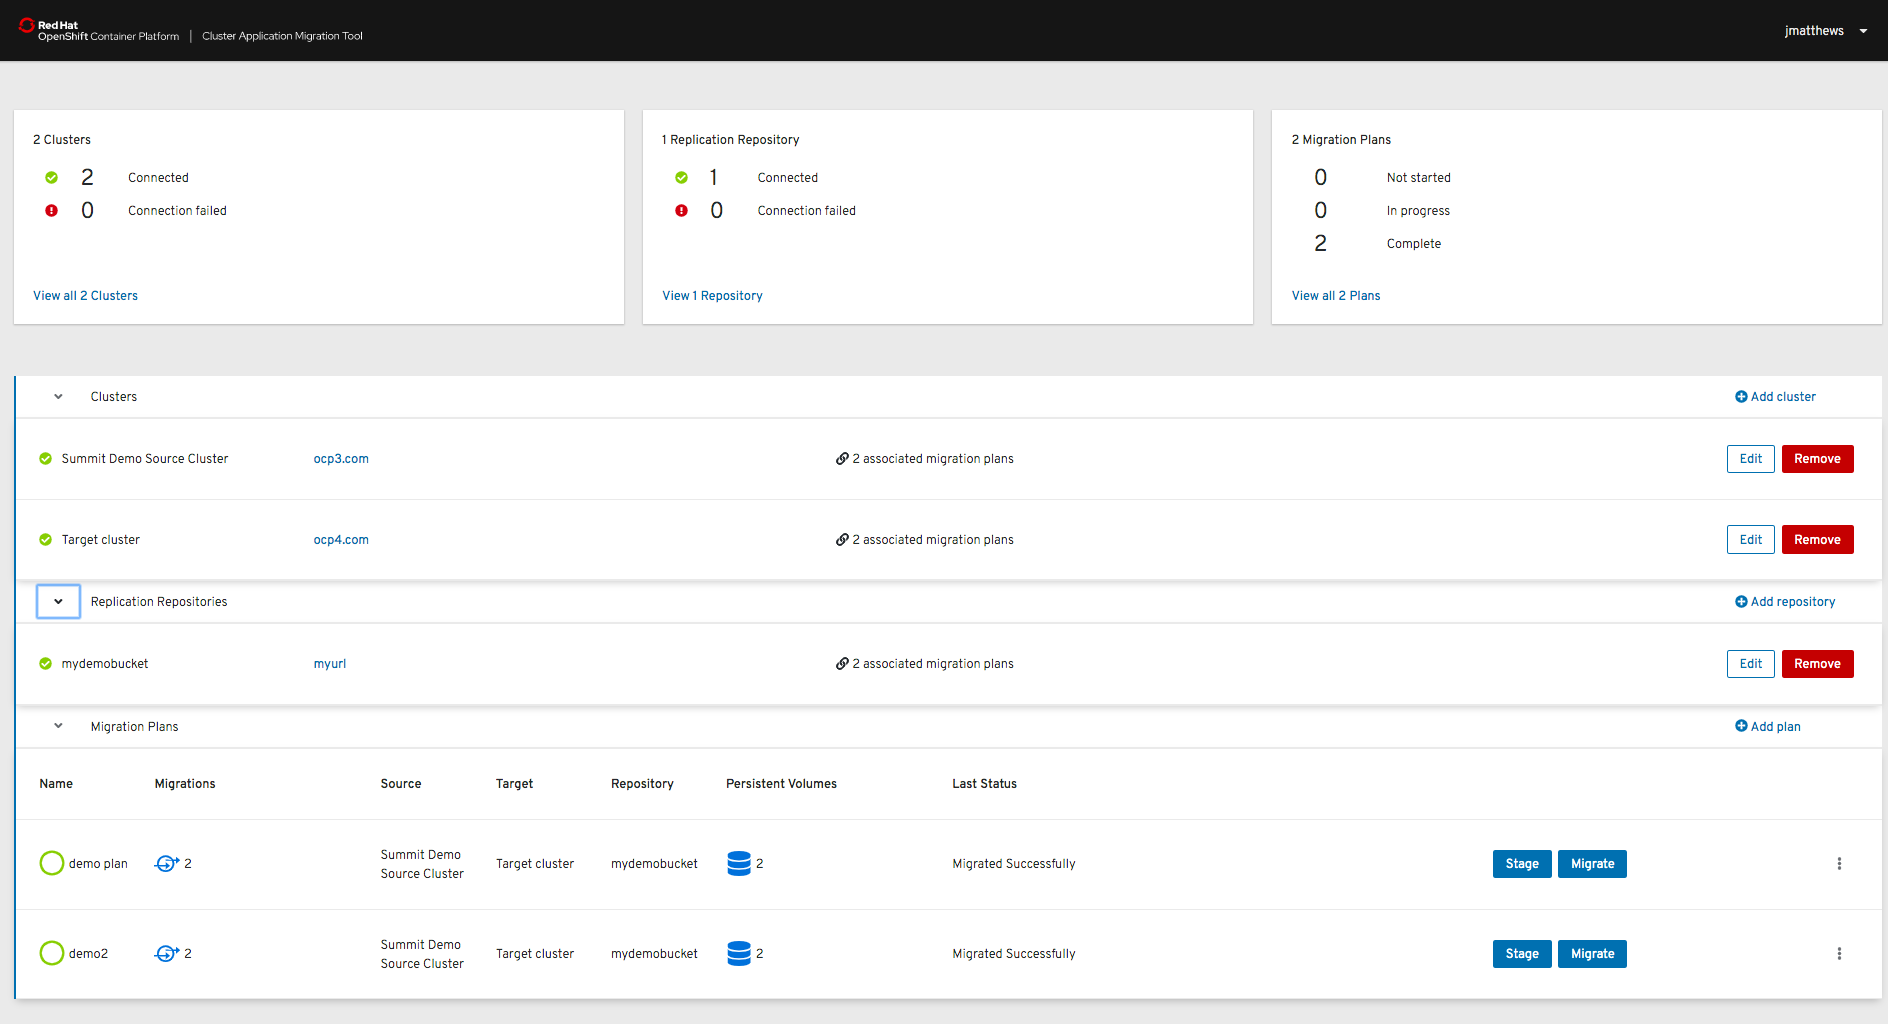 Red Hat
OpenShift Container Platform | Cluster Application Migration Tool
jmatthews
2 Clusters
2 Connected
0 Connection failed
View all 2 Clusters
1 Replication Repository
1 Connected
0 Connection failed
View 1 Repository
2 Migration Plans
0 Not started
0 In progress
2 Complete
View all 2 Plans
Clusters Add cluster
Summit Demo Source Cluster ocp3.com 2 associated migration plans Edit Remove
Target cluster ocp4.com 2 associated migration plans Edit Remove
Replication Repositories Add repository
mydemobucket myurl 2 associated migration plans Edit Remove
Migration Plans Add plan
Name Migrations Source Target Repository Persistent Volumes Last Status
demo plan 2 Summit Demo
Source Cluster Target cluster mydemobucket 2 Migrated Successfully Stage Migrate
demo2 2 Summit Demo
Source Cluster Target cluster mydemobucket 2 Migrated Successfully Stage Migrate